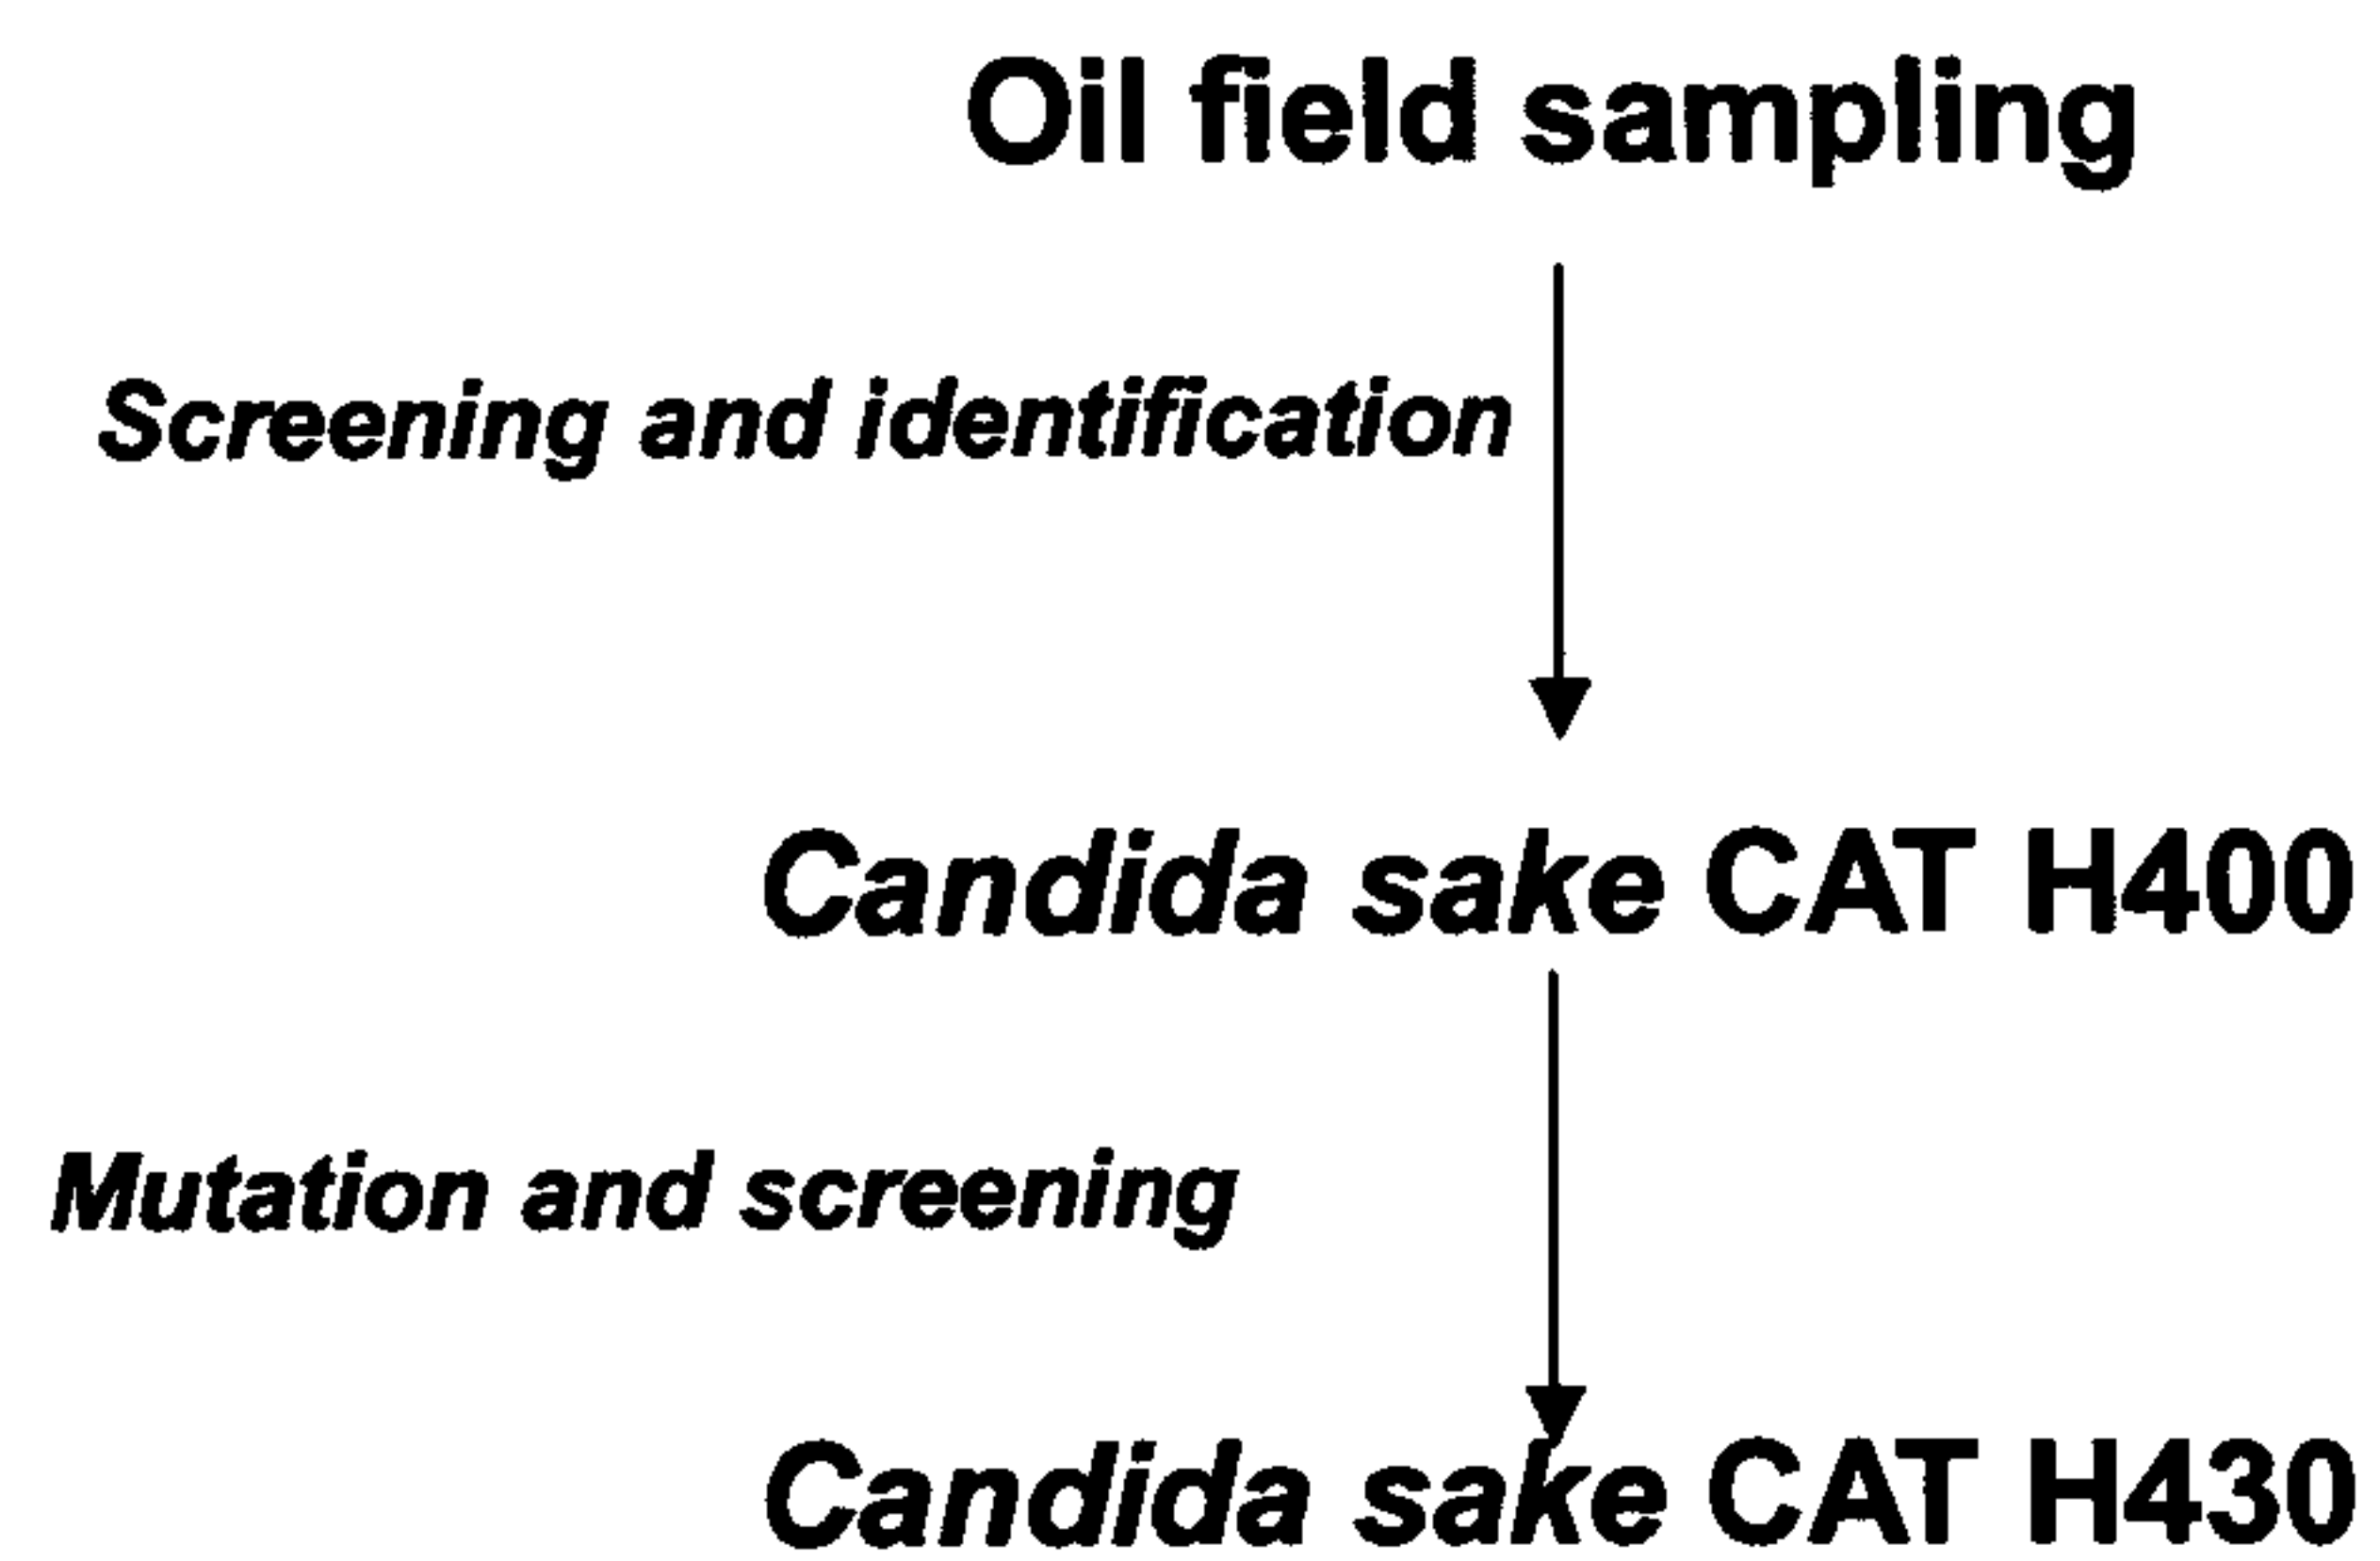 Oil field sampling
Screening and identification
Candida sake CAT H400
Mutation and screening
Candida sake CAT H430